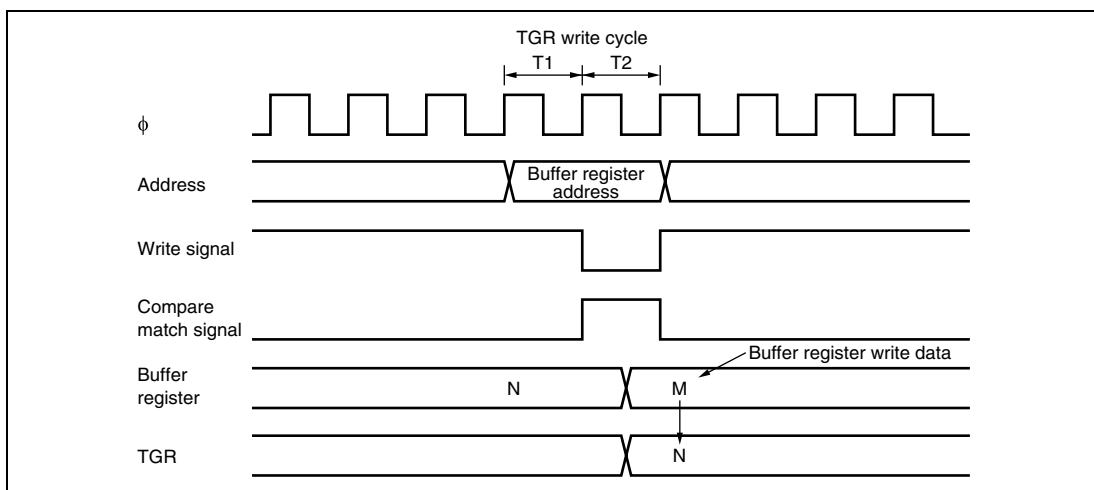 TGR write cycle
T1 T2
ϕ
Address
Buffer register
address
Write signal
Compare
match signal
Buffer register write data
Buffer
register
N M
TGR
N